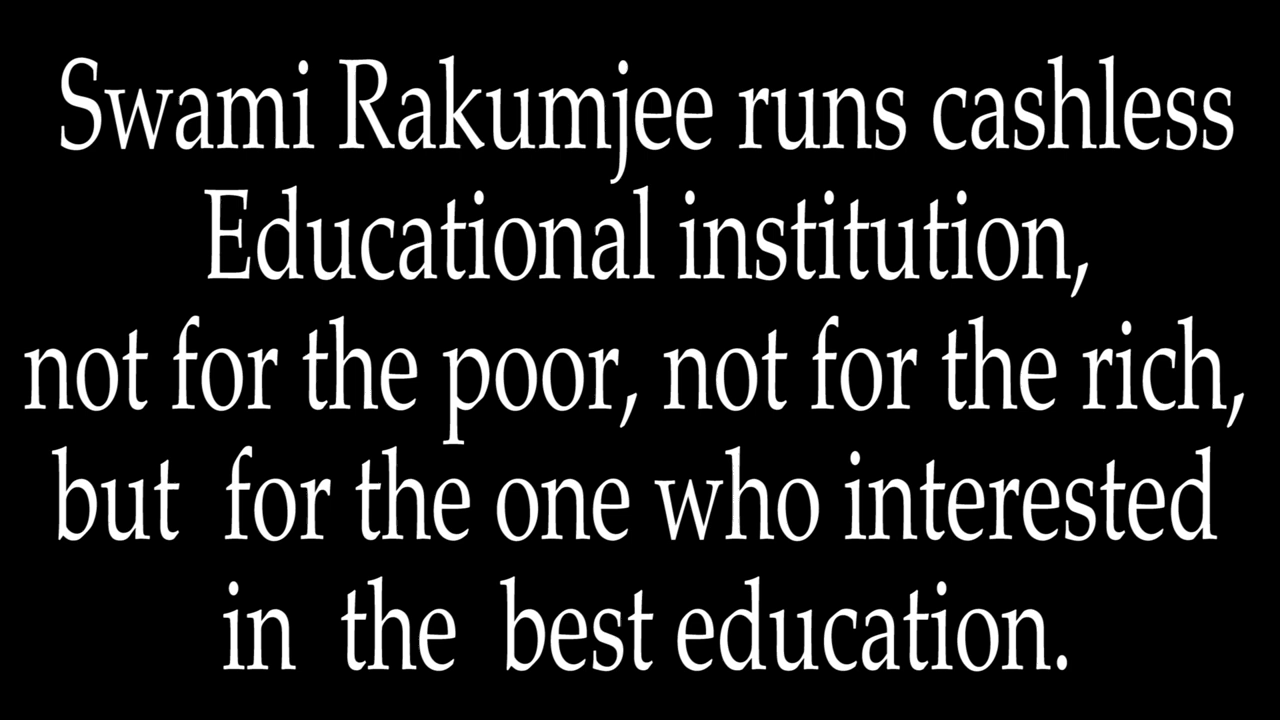 Swami Rakumjee runs cashless
Educational institution,
not for the poor, not for the rich,
but for the one who interested
in the best education.